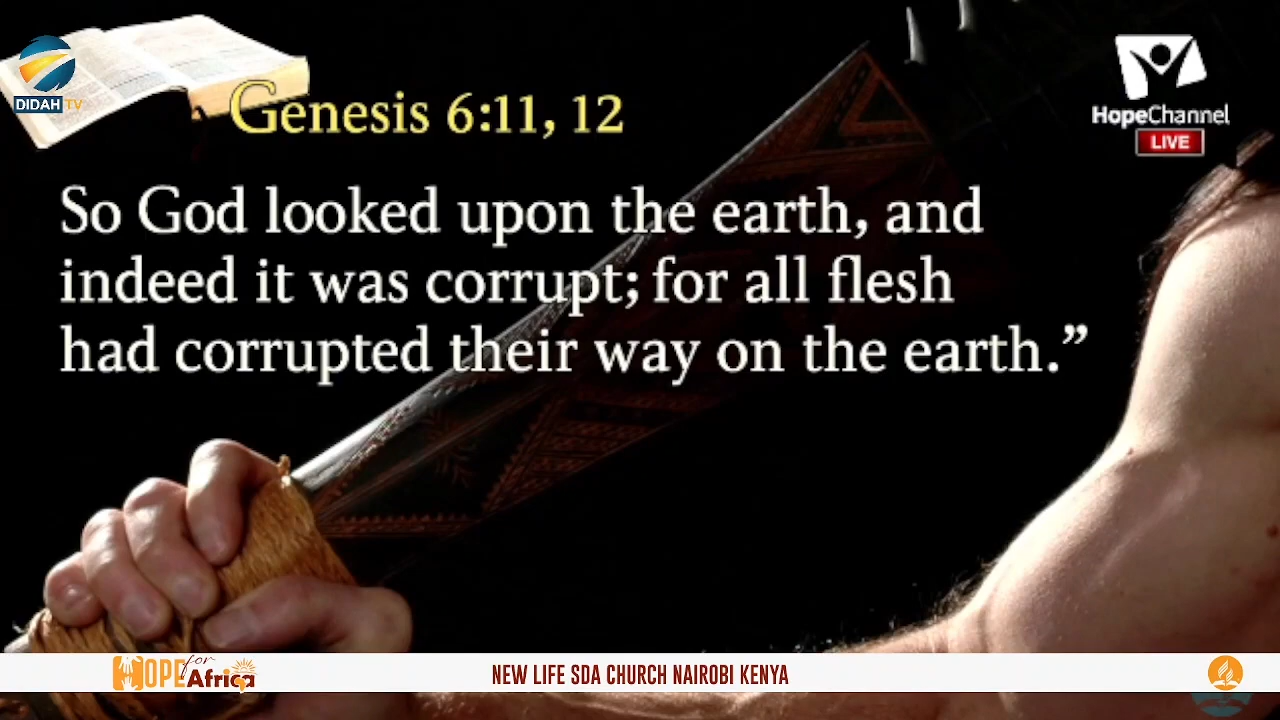 DIDAH TV
Genesis 6:11, 12
HopeChannel
LIVE
So God looked upon the earth, and
indeed it was corrupt; for all flesh
had corrupted their way on the earth.”
HOPE for Africa
NEW LIFE SDA CHURCH NAIROBI KENYA